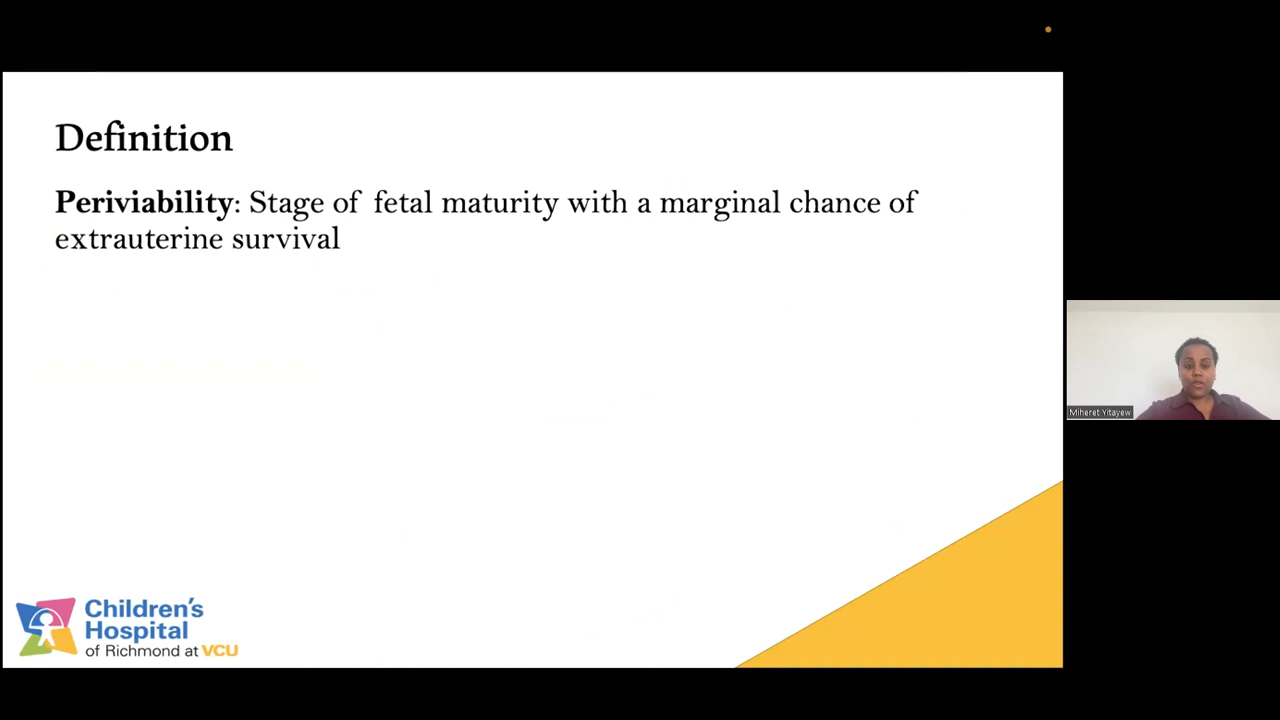 Definition
Periviability: Stage of fetal maturity with a marginal chance of
extrauterine survival
Miheret Yitayew
Children's
Hospital
of Richmond at VCU